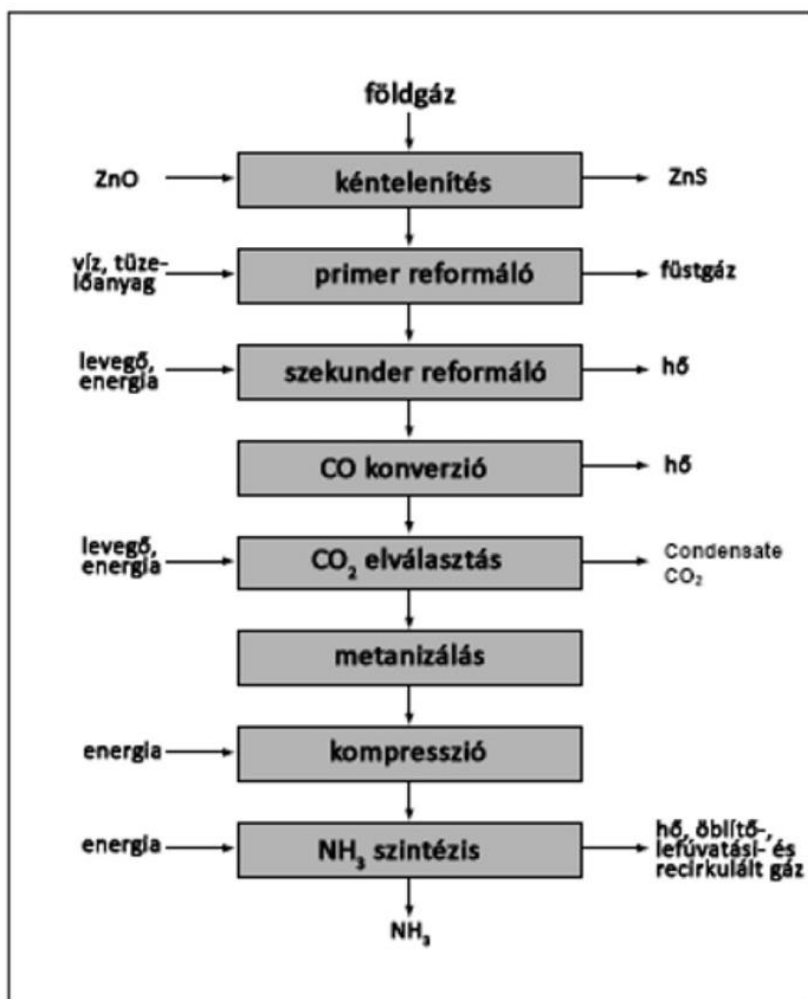 földgáz
ZnO
kéntelenítés
ZnS
víz, tüze-
lőanyag
primer reformáló
füstgáz
levegő,
energia
szekunder reformáló
hő
CO konverzió
hő
levegő,
energia
CO₂ elválasztás
Condensate
CO₂
metanizálás
energia
kompresszió
energia
NH₃ szintézis
hő, öblítő-,
lefúvatási- és
recirkulált gáz
NH₃